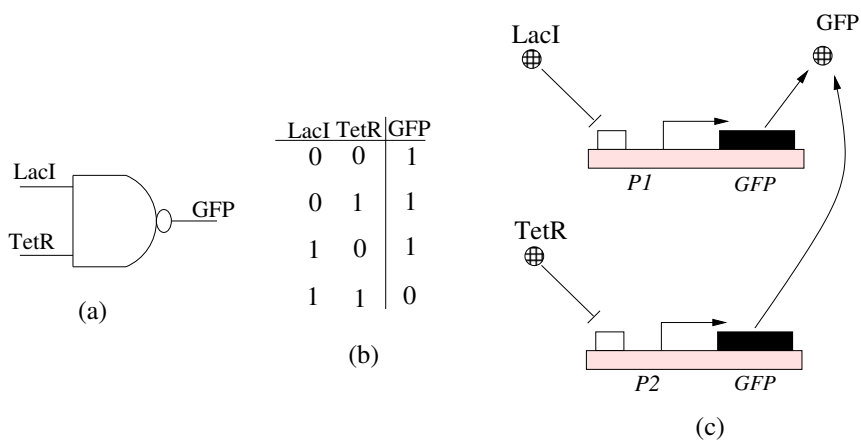 LacI
TetR
GFP
(a)
LacI TetR GFP
0 0 1
0 1 1
1 0 1
1 1 0
(b)
LacI
GFP
P1 GFP
TetR
P2 GFP
(c)